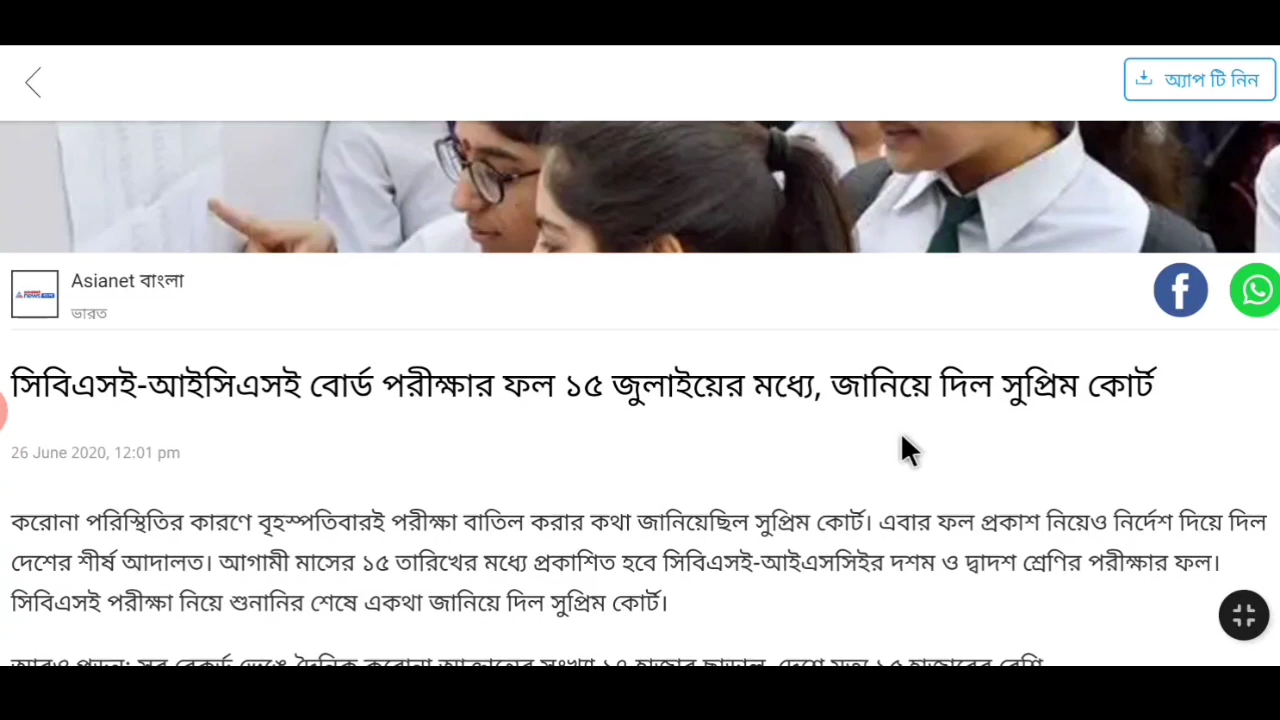 অ্যাপ টি নিন
Asianet বাংলা
ভারত
সিবিএসই-আইসিএসই বোর্ড পরীক্ষার ফল ১৫ জুলাইয়ের মধ্যে, জানিয়ে দিল সুপ্রিম কোর্ট
26 June 2020, 12:01 pm
করোনা পরিস্থিতির কারণে বৃহস্পতিবারই পরীক্ষা বাতিল করার কথা জানিয়েছিল সুপ্রিম কোর্ট। এবার ফল প্রকাশ নিয়েও নির্দেশ দিয়ে দিল
দেশের শীর্ষ আদালত। আগামী মাসের ১৫ তারিখের মধ্যে প্রকাশিত হবে সিবিএসই-আইএসসিইর দশম ও দ্বাদশ শ্রেণির পরীক্ষার ফল।
সিবিএসই পরীক্ষা নিয়ে শুনানির শেষে একথা জানিয়ে দিল সুপ্রিম কোর্ট।